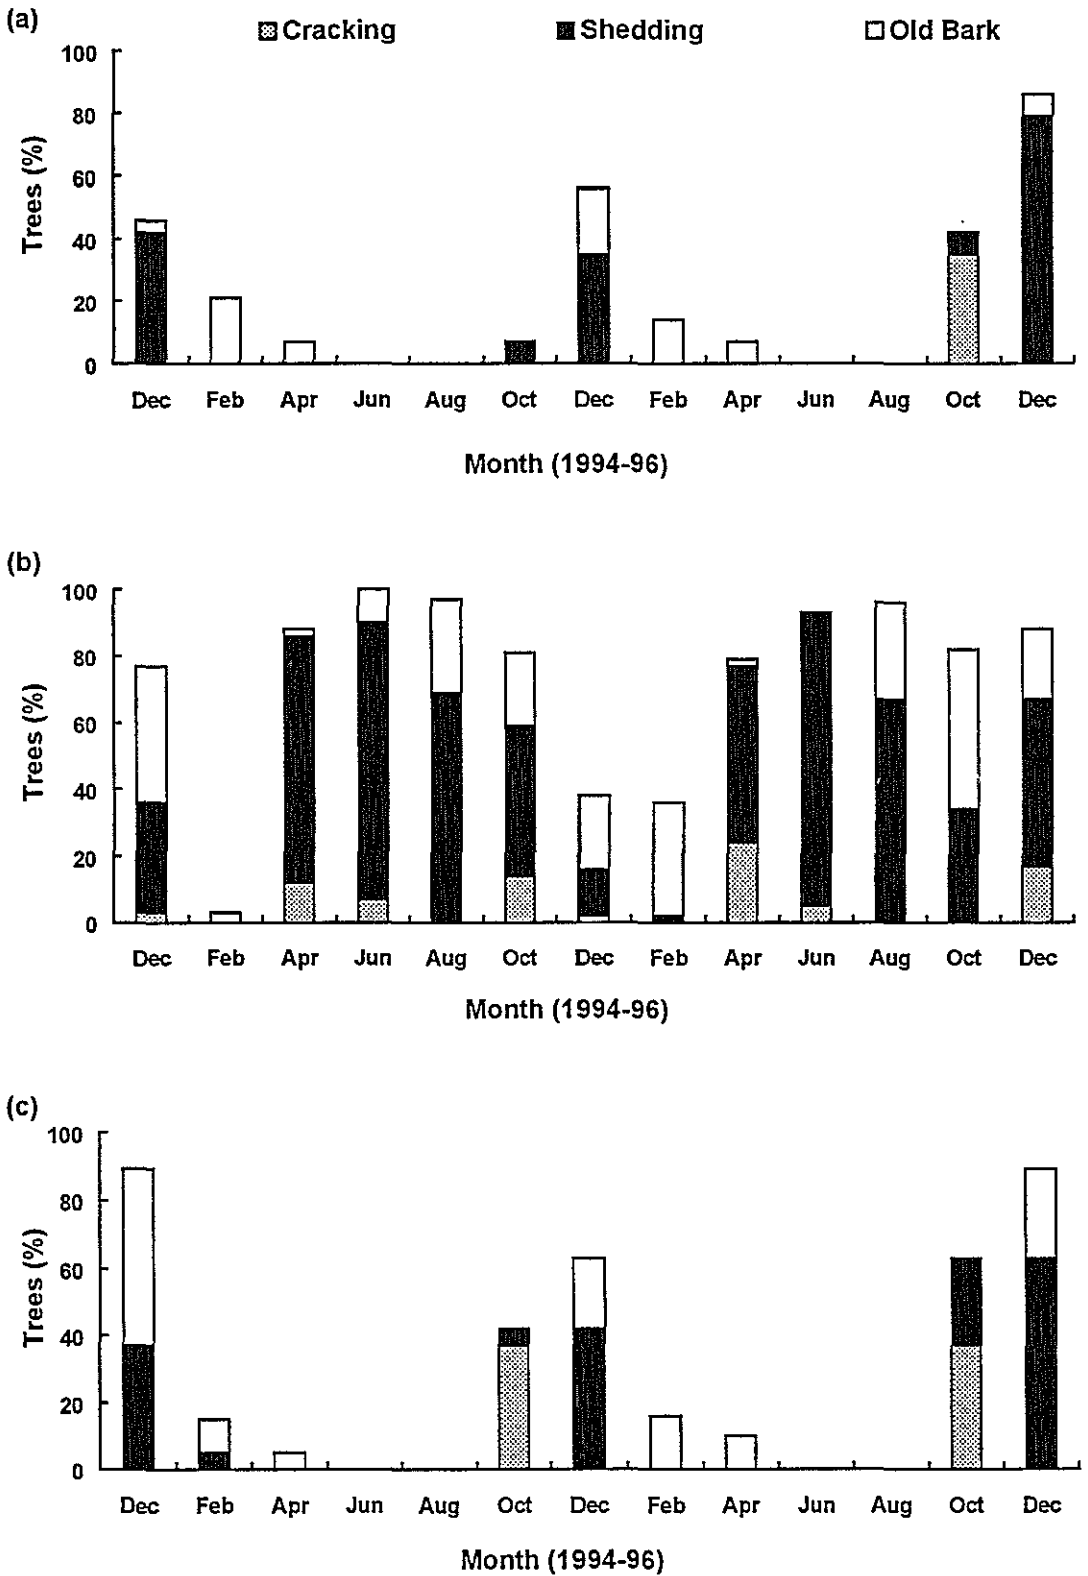 (a)
Cracking Shedding Old Bark
100
80
60
40
20
0
Trees (%)
Dec Feb Apr Jun Aug Oct Dec Feb Apr Jun Aug Oct Dec
Month (1994-96)
(b)
100
80
60
40
20
0
Trees (%)
Dec Feb Apr Jun Aug Oct Dec Feb Apr Jun Aug Oct Dec
Month (1994-96)
(c)
100
80
60
40
20
0
Trees (%)
Dec Feb Apr Jun Aug Oct Dec Feb Apr Jun Aug Oct Dec
Month (1994-96)